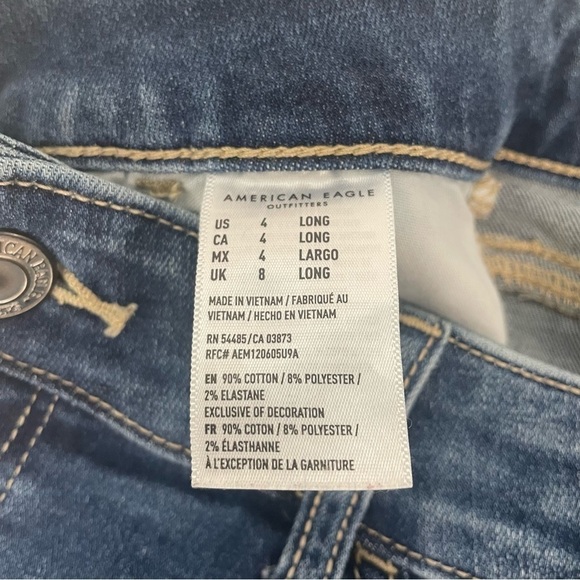 AMERICAN EAGLE
OUTFITTERS
US 4 LONG
CA 4 LONG
MX 4 LARGO
UK 8 LONG
MADE IN VIETNAM / FABRIQUÉ AU
VIETNAM / HECHO EN VIETNAM
RN 54485/CA 03873
RFC# AEM120605U9A
EN 90% COTTON / 8% POLYESTER /
2% ELASTANE
EXCLUSIVE OF DECORATION
FR 90% COTON / 8% POLYESTER /
2% ÉLASTHANNE
À L'EXCEPTION DE LA GARNITURE